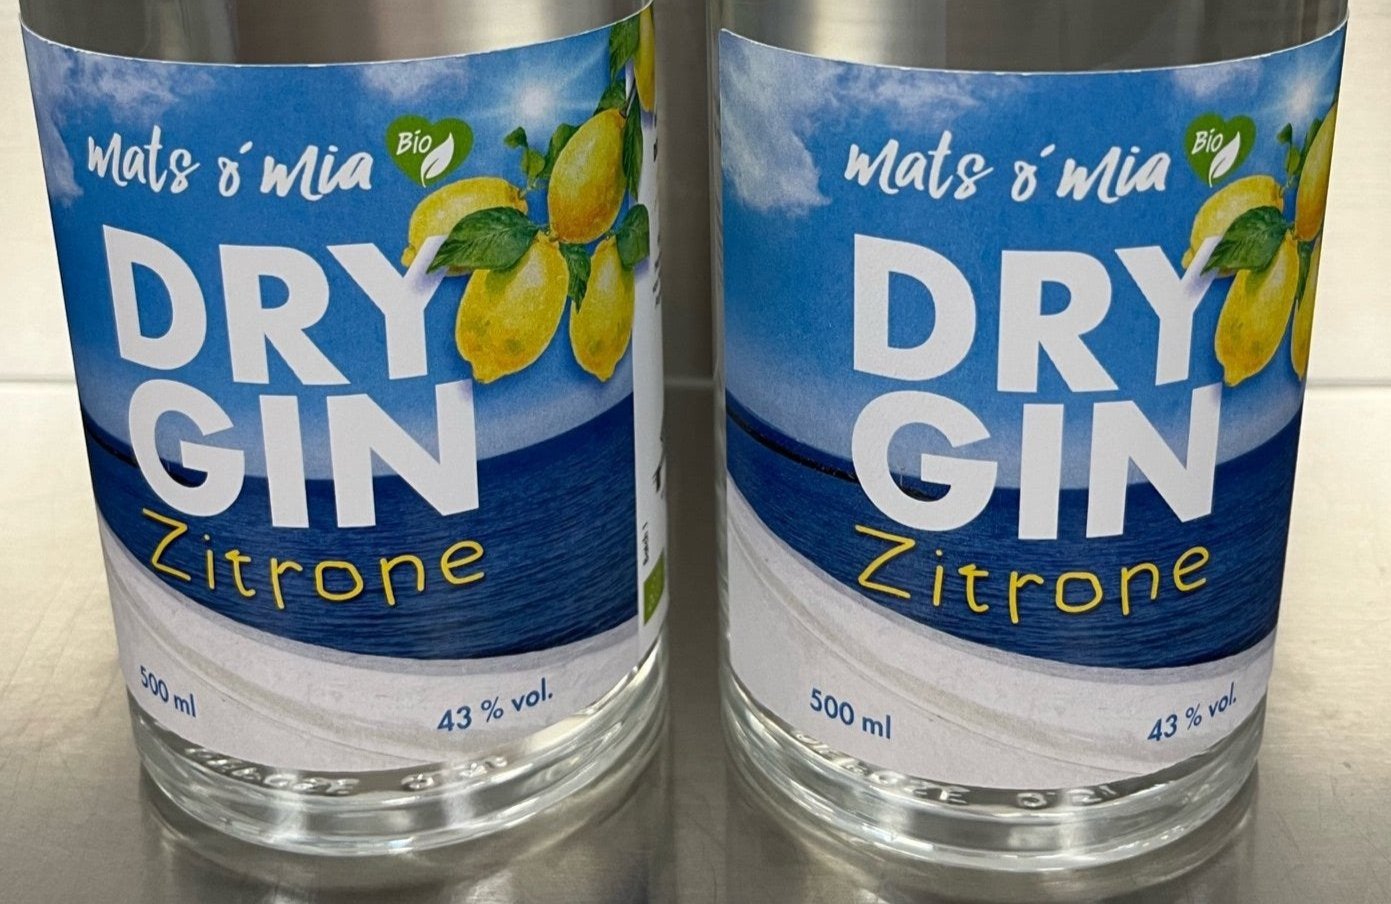 mats ó mia Bio
DRY
GIN
Zitrone
500 ml 43 % vol.
mats ó mia Bio
DRY
GIN
Zitrone
500 ml 43 % vol.